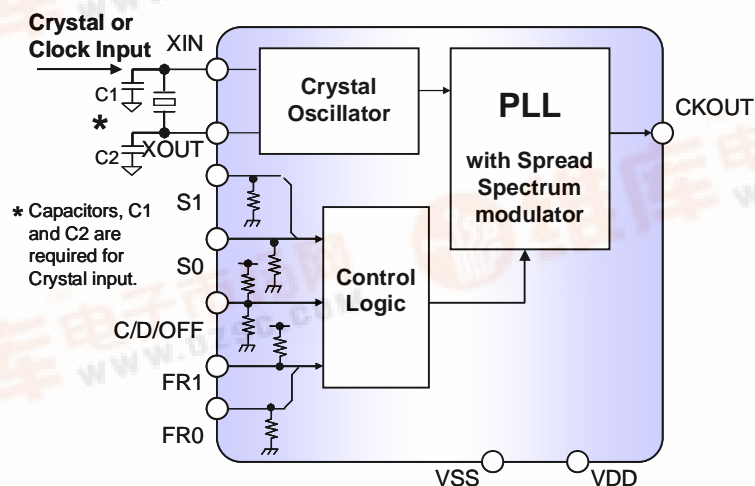 Crystal or
Clock Input
XIN
C1
*
C2
XOUT
S1
S0
C/D/OFF
FR1
FR0
* Capacitors, C1
and C2 are
required for
Crystal input.
Crystal
Oscillator
PLL
with Spread
Spectrum
modulator
Control
Logic
CKOUT
VSS
VDD